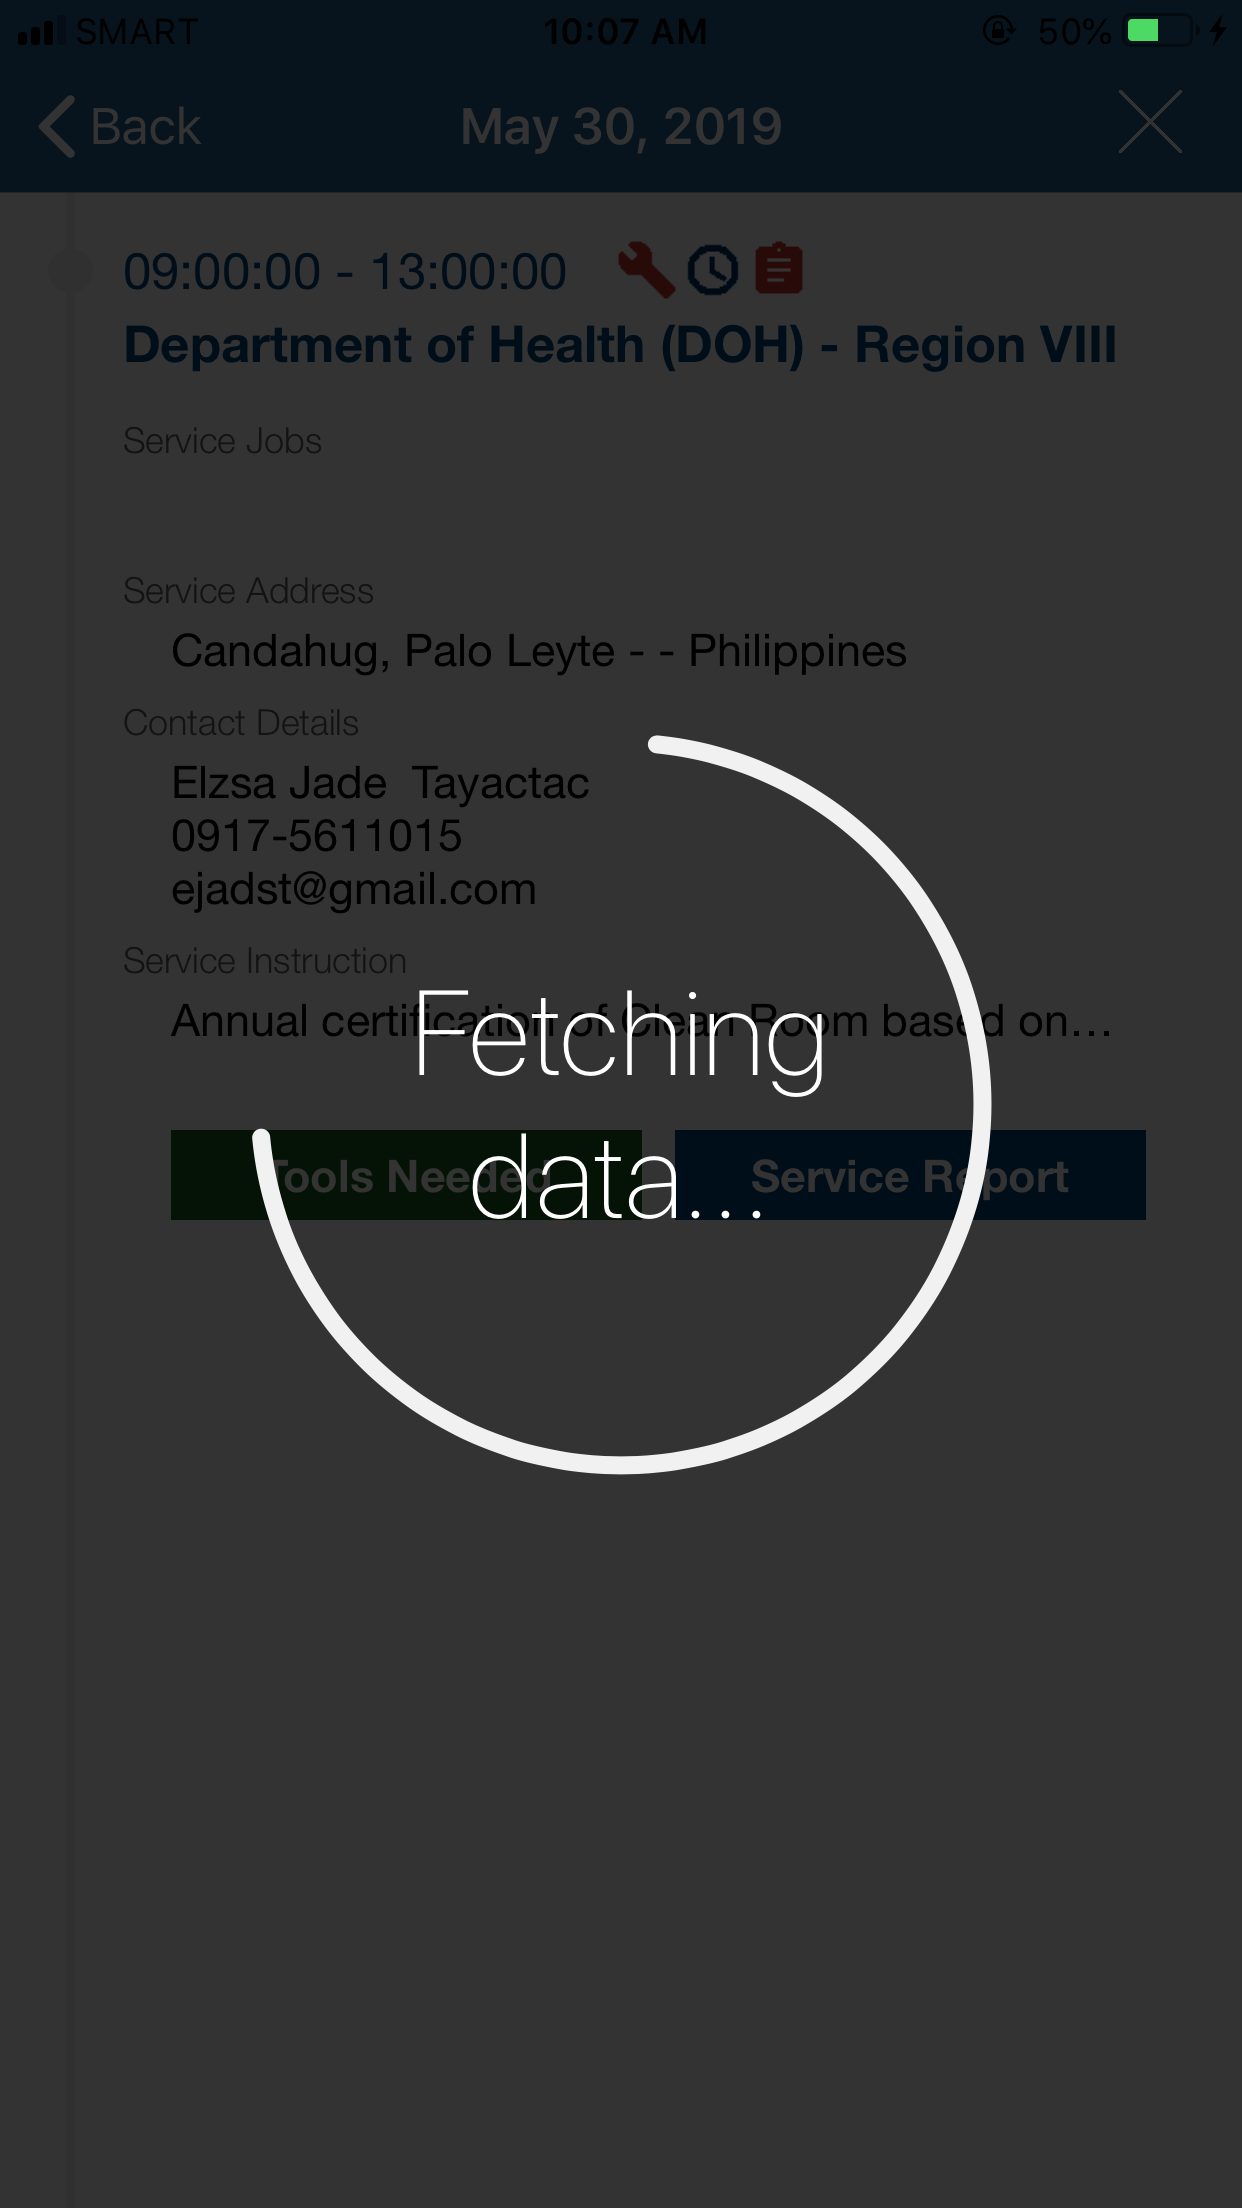 SMART 10:07 AM 50%
Back May 30, 2019
09:00:00 - 13:00:00
Department of Health (DOH) - Region VIII
Service Jobs
Service Address
Candahug, Palo Leyte - - Philippines
Contact Details
Elzsa Jade Tayactac
0917-5611015
ejadst@gmail.com
Service Instruction
Annual certification of Clean Room based on...
Fetching
data...
Tools Needed Service Report